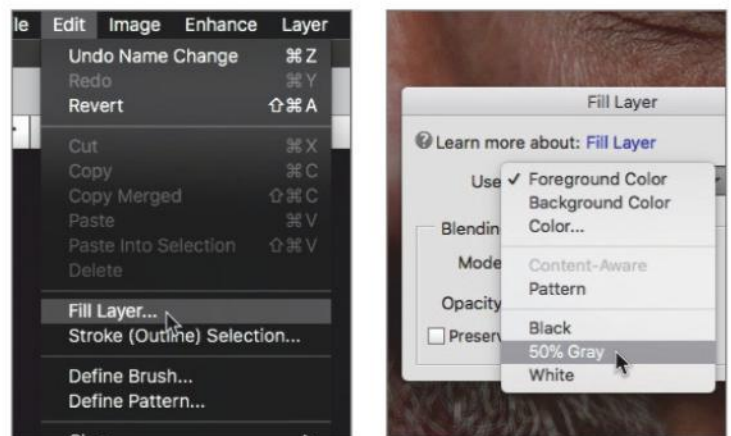 le Edit Image Enhance Layer
Undo Name Change ⌘Z
Redo ⌘Y
Revert ⇧⌘A
Cut ⌘X
Copy ⌘C
Copy Merged ⇧⌘C
Paste ⌘V
Paste Into Selection ⇧⌘V
Delete
Fill Layer...
Stroke (Outline) Selection...
Define Brush...
Define Pattern...
Fill Layer
Learn more about: Fill Layer
Use ✓ Foreground Color
Background Color
Color...
Blendin
Mode
Content-Aware
Pattern
Opacity
Black
Preserv
50% Gray
White